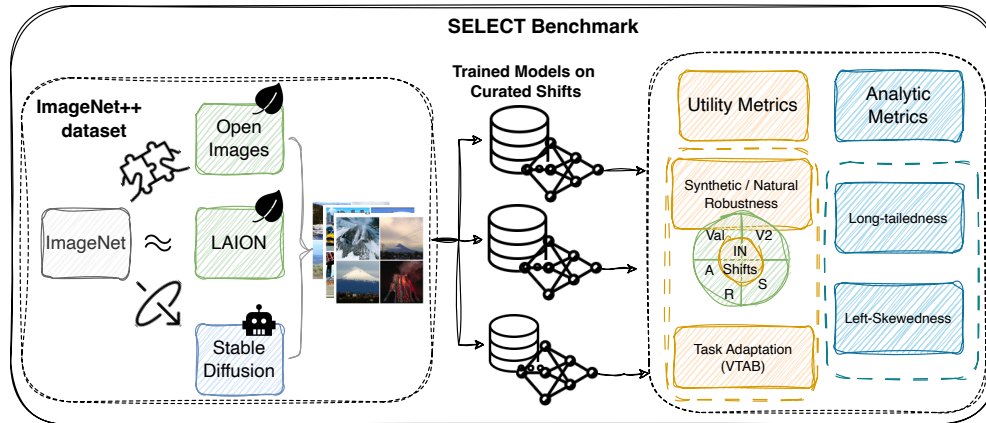 SELECT Benchmark
ImageNet++
dataset
Open
Images
ImageNet
≈
LAION
Stable
Diffusion
Trained Models on
Curated Shifts
Utility Metrics
Synthetic / Natural
Robustness
Val
V2
IN
Shifts
A
S
R
Task Adaptation
(VTAB)
Analytic
Metrics
Long-tailedness
Left-Skewedness